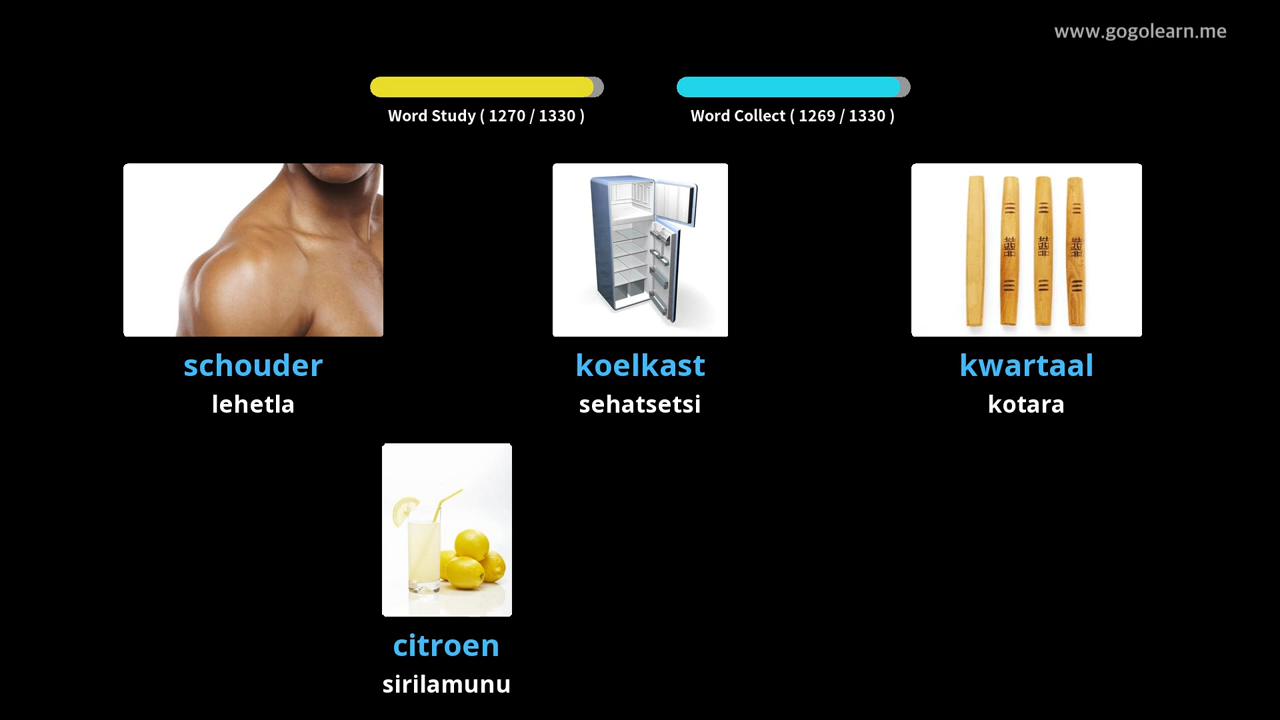 www.gogolearn.me
Word Study ( 1270 / 1330 )
Word Collect ( 1269 / 1330 )
schouder
lehetla
koelkast
sehatsetsi
kwartaal
kotara
citroen
sirilamunu